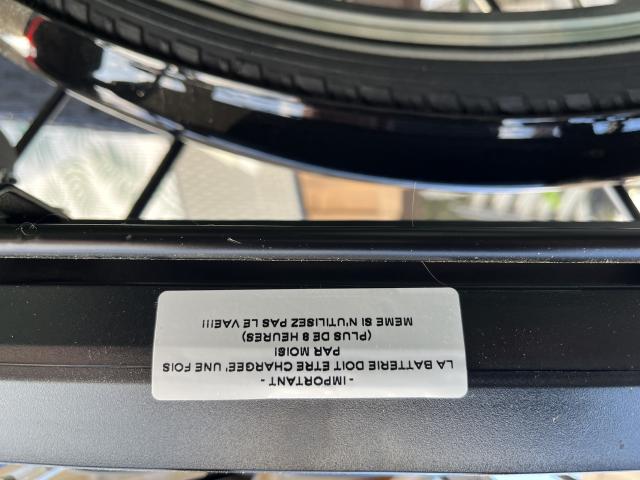 - IMPORTANT -
LA BATTERIE DOIT ETRE CHARGEE' UNE FOIS
PAR MOIS!
(PLUS DE 8 HEURES)
MEME SI N'UTILISEZ PAS LE VAE!!!